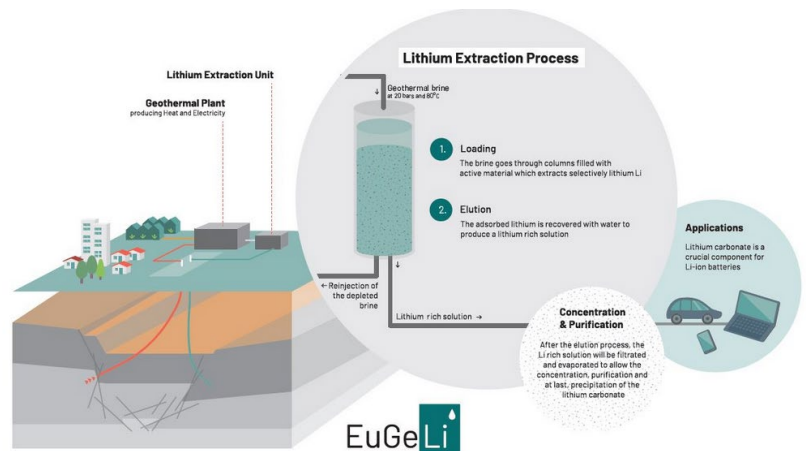 Lithium Extraction Process
Lithium Extraction Unit
Geothermal Plant
producing Heat and Electricity
Geothermal brine
at 20 bars and 80°C
1. Loading
The brine goes through columns filled with
active material which extracts selectively lithium Li
2. Elution
The adsorbed lithium is recovered with water to
produce a lithium rich solution
← Reinjection of
the depleted
brine
Lithium rich solution →
Concentration
& Purification
After the elution process, the
Li rich solution will be filtrated
and evaporated to allow the
concentration, purification and
at last, precipitation of the
lithium carbonate
Applications
Lithium carbonate is a
crucial component for
Li-ion batteries
EuGeLi